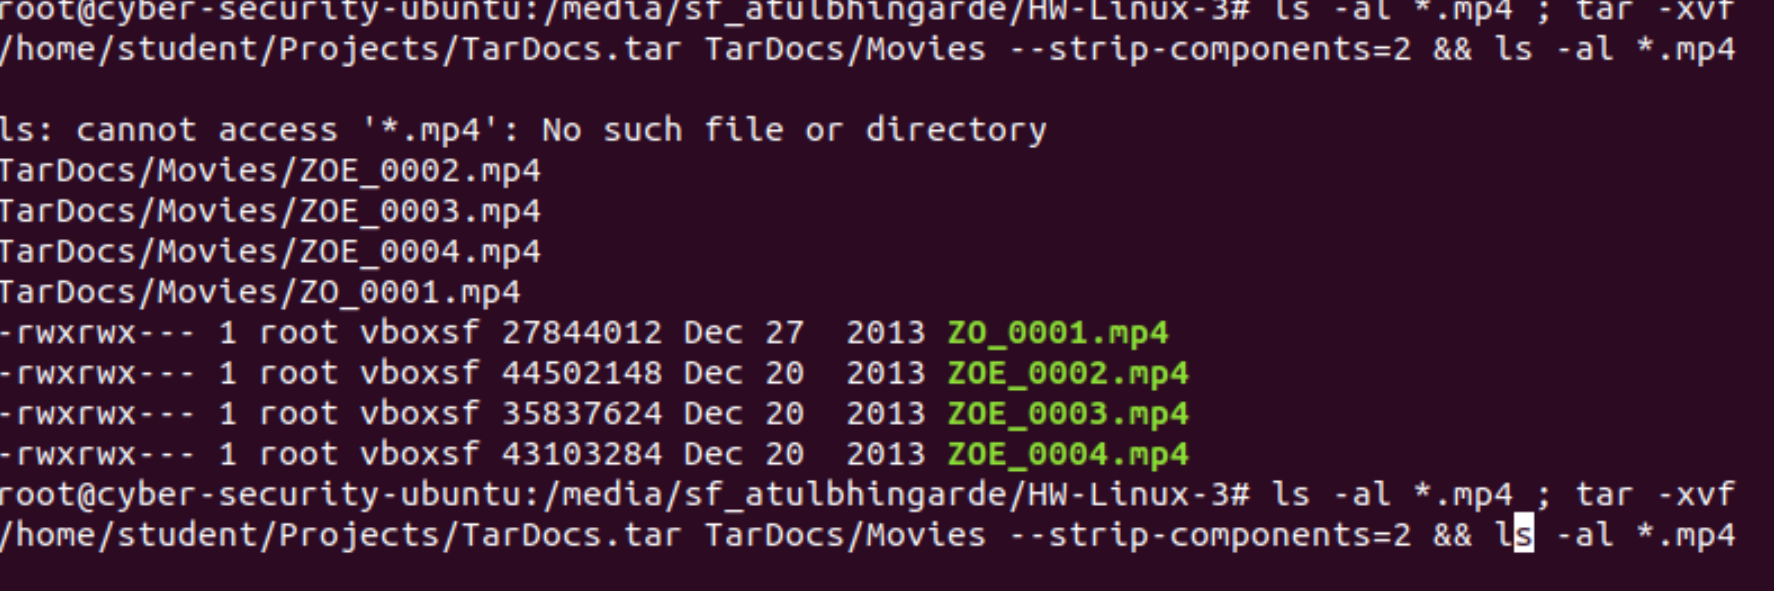 root@cyber-security-ubuntu:/media/sf_atulbhingarde/HW-Linux-3# ls -al *.mp4 ; tar -xvf
/home/student/Projects/TarDocs.tar TarDocs/Movies --strip-components=2 && ls -al *.mp4
ls: cannot access '*.mp4': No such file or directory
TarDocs/Movies/ZOE_0002.mp4
TarDocs/Movies/ZOE_0003.mp4
TarDocs/Movies/ZOE_0004.mp4
TarDocs/Movies/ZO_0001.mp4
-rwxrwx--- 1 root vboxsf 27844012 Dec 27  2013 ZO_0001.mp4
-rwxrwx--- 1 root vboxsf 44502148 Dec 20  2013 ZOE_0002.mp4
-rwxrwx--- 1 root vboxsf 35837624 Dec 20  2013 ZOE_0003.mp4
-rwxrwx--- 1 root vboxsf 43103284 Dec 20  2013 ZOE_0004.mp4
root@cyber-security-ubuntu:/media/sf_atulbhingarde/HW-Linux-3# ls -al *.mp4 ; tar -xvf
/home/student/Projects/TarDocs.tar TarDocs/Movies --strip-components=2 && ls -al *.mp4